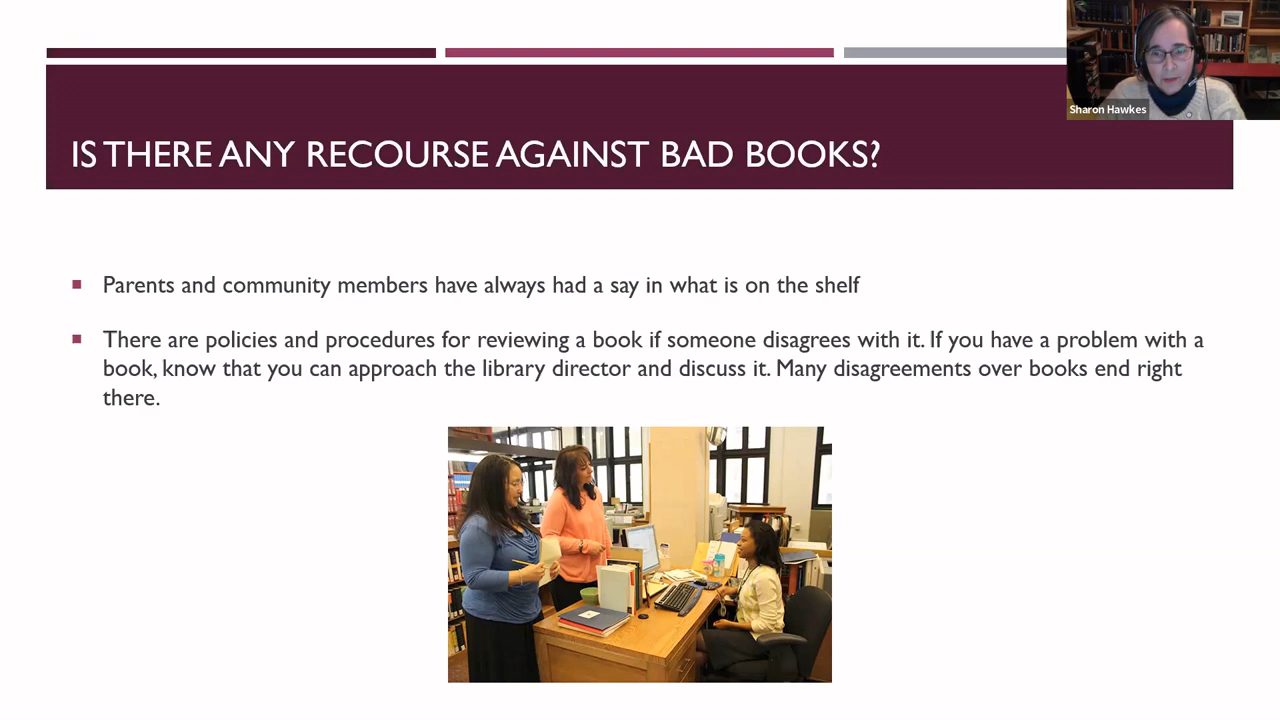 Sharon Hawkes
IS THERE ANY RECOURSE AGAINST BAD BOOKS?
Parents and community members have always had a say in what is on the shelf
There are policies and procedures for reviewing a book if someone disagrees with it. If you have a problem with a
book, know that you can approach the library director and discuss it. Many disagreements over books end right
there.